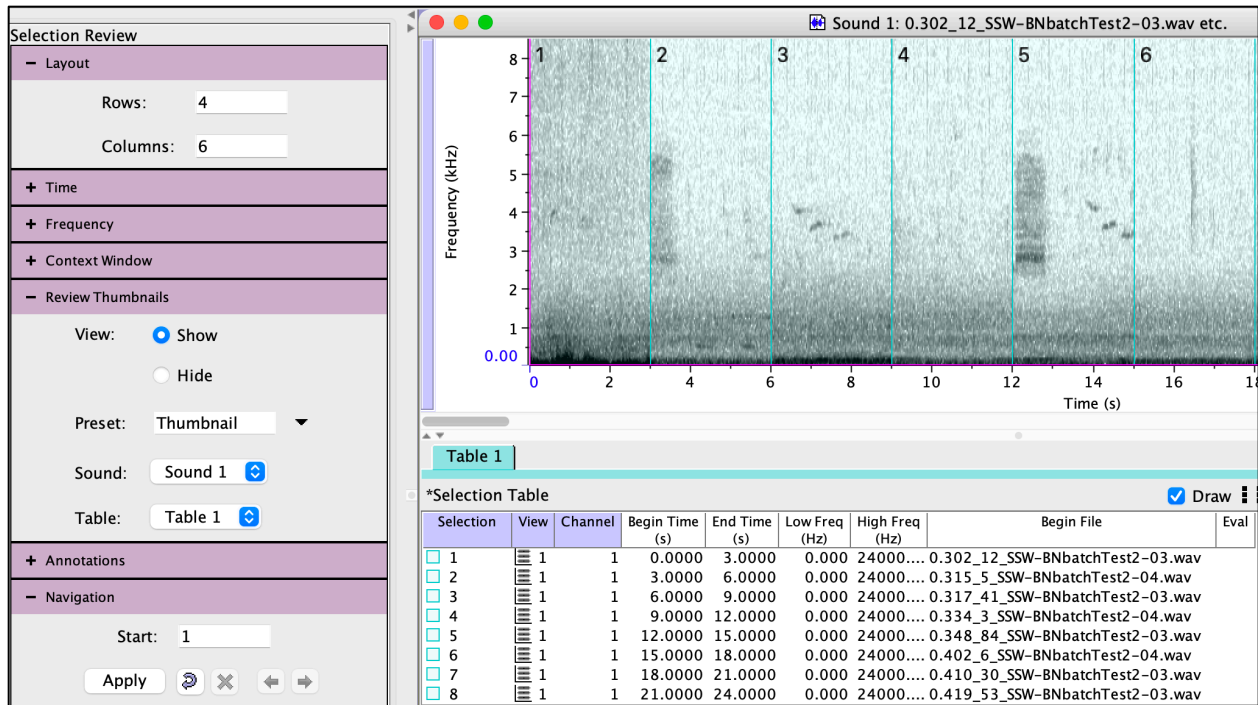 Selection Review
− Layout
Rows: 4
Columns: 6
+ Time
+ Frequency
+ Context Window
− Review Thumbnails
View: Show
Hide
Preset: Thumbnail
Sound: Sound 1
Table: Table 1
+ Annotations
− Navigation
Start: 1
Apply
Sound 1: 0.302_12_SSW-BNbatchTest2-03.wav etc.
1 2 3 4 5 6
8
7
6
5
4
3
2
1
0.00
Frequency (kHz)
0 2 4 6 8 10 12 14 16
Time (s)
Table 1
*Selection Table Draw
Selection View Channel Begin Time (s) End Time (s) Low Freq (Hz) High Freq (Hz) Begin File Eval
1 1 1 0.0000 3.0000 0.000 24000.... 0.302_12_SSW-BNbatchTest2-03.wav
2 1 1 3.0000 6.0000 0.000 24000.... 0.315_5_SSW-BNbatchTest2-04.wav
3 1 1 6.0000 9.0000 0.000 24000.... 0.317_41_SSW-BNbatchTest2-03.wav
4 1 1 9.0000 12.0000 0.000 24000.... 0.334_3_SSW-BNbatchTest2-04.wav
5 1 1 12.0000 15.0000 0.000 24000.... 0.348_84_SSW-BNbatchTest2-03.wav
6 1 1 15.0000 18.0000 0.000 24000.... 0.402_6_SSW-BNbatchTest2-04.wav
7 1 1 18.0000 21.0000 0.000 24000.... 0.410_30_SSW-BNbatchTest2-03.wav
8 1 1 21.0000 24.0000 0.000 24000.... 0.419_53_SSW-BNbatchTest2-03.wav